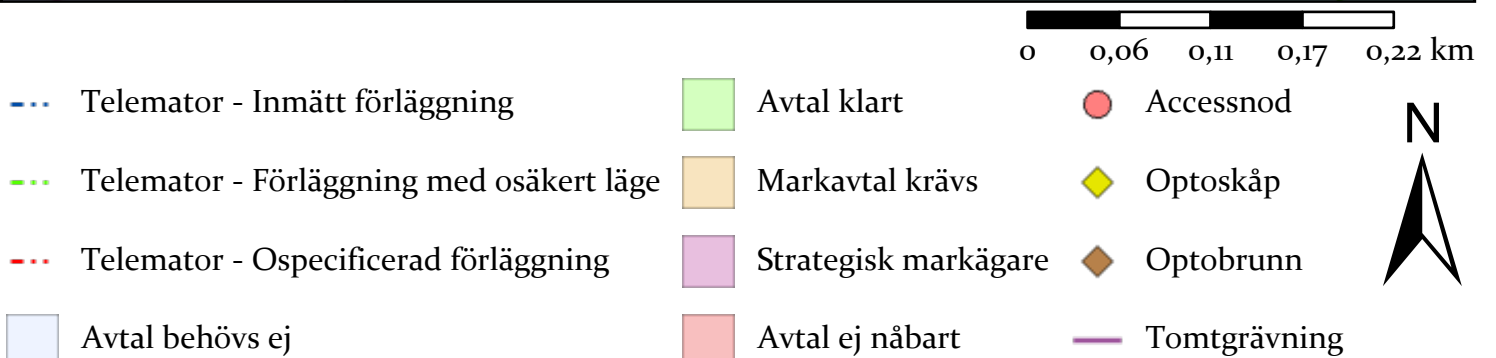 0 0,06 0,11 0,17 0,22 km
Telemator - Inmätt förläggning
Telemator - Förläggning med osäkert läge
Telemator - Ospecificerad förläggning
Avtal behövs ej
Avtal klart
Markavtal krävs
Strategisk markägare
Avtal ej nåbart
Accessnod
Optoskåp
Optobrunn
Tomtgrävning
N